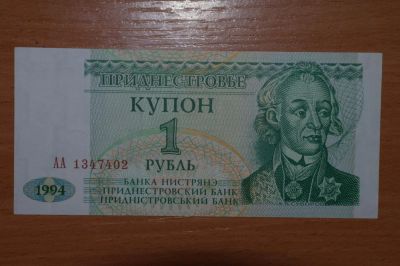 ПРИДНЕСТРОВЬЕ
КУПОН
1
РУБЛЬ
АА 1347402
1994
БАНКА НИСТРЯНЭ
ПРИДНЕСТРОВСКИЙ БАНК
ПРИДНІСТРОВСЬКИЙ БАНК